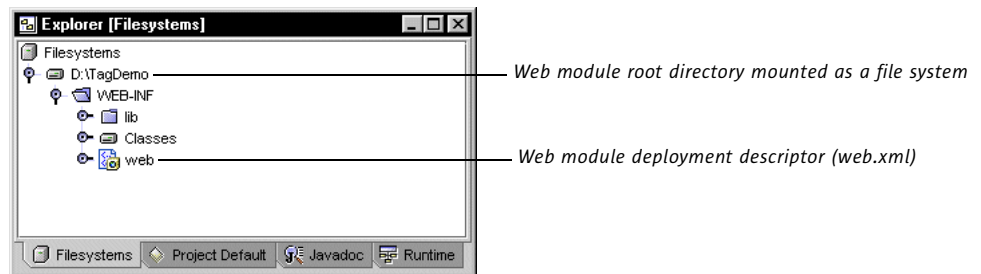 Explorer [Filesystems]
Filesystems
D:\TagDemo
Web module root directory mounted as a file system
WEB-INF
lib
Classes
web
Web module deployment descriptor (web.xml)
Filesystems
Project Default
Javadoc
Runtime